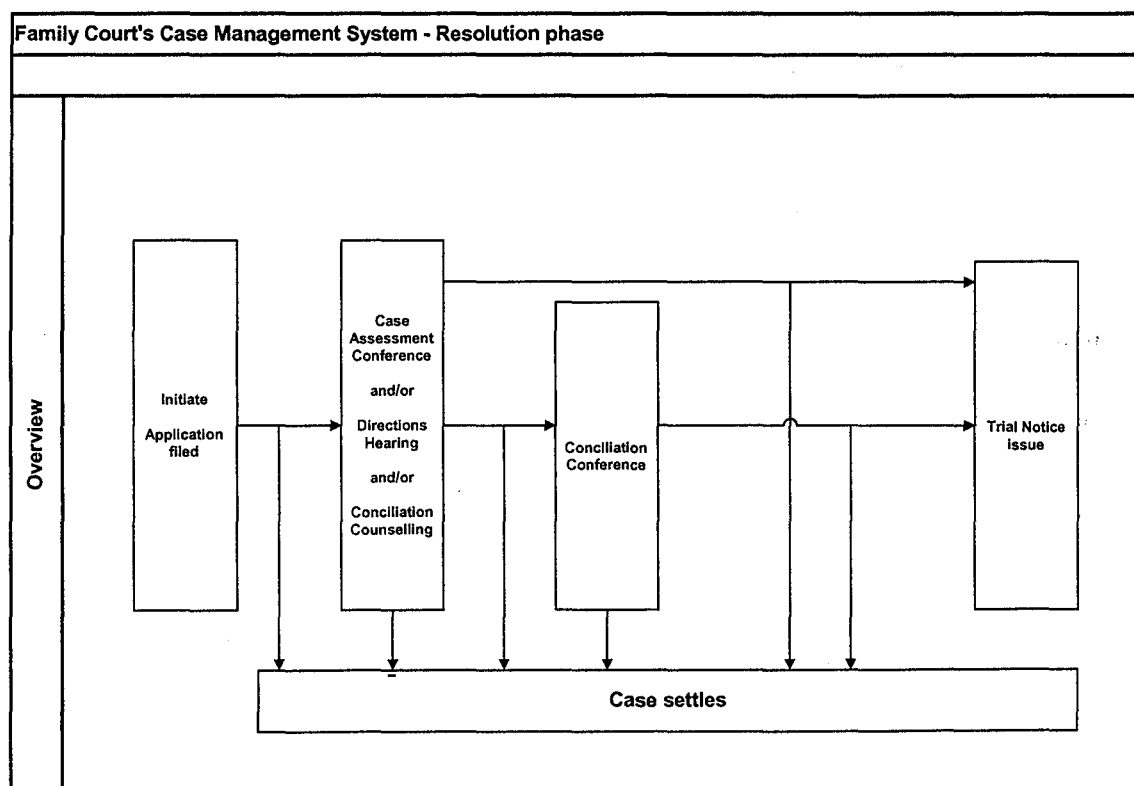 Family Court's Case Management System - Resolution phase
Overview
Initiate
Application
filed
Case
Assessment
Conference
and/or
Directions
Hearing
and/or
Conciliation
Counselling
Conciliation
Conference
Trial Notice
issue
Case settles